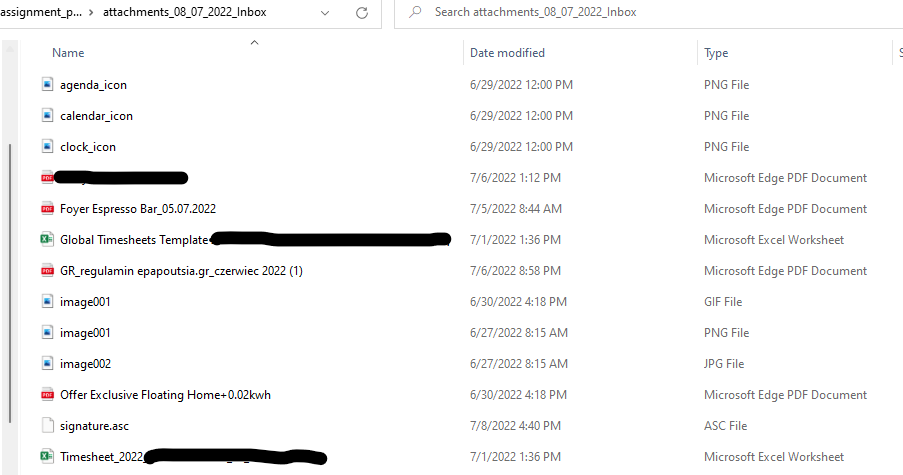 assignment_p... > attachments_08_07_2022_Inbox Search attachments_08_07_2022_Inbox
Name Date modified Type S
agenda_icon 6/29/2022 12:00 PM PNG File
calendar_icon 6/29/2022 12:00 PM PNG File
clock_icon 6/29/2022 12:00 PM PNG File
7/6/2022 1:12 PM Microsoft Edge PDF Document
Foyer Espresso Bar_05.07.2022 7/5/2022 8:44 AM Microsoft Edge PDF Document
Global Timesheets Template 7/1/2022 1:36 PM Microsoft Excel Worksheet
GR_regulamin epapoutsia.gr_czerwiec 2022 (1) 7/6/2022 8:58 PM Microsoft Edge PDF Document
image001 6/30/2022 4:18 PM GIF File
image001 6/27/2022 8:15 AM PNG File
image002 6/27/2022 8:15 AM JPG File
Offer Exclusive Floating Home+0.02kwh 6/30/2022 4:18 PM Microsoft Edge PDF Document
signature.asc 7/8/2022 4:40 PM ASC File
Timesheet_2022_ 7/1/2022 1:36 PM Microsoft Excel Worksheet